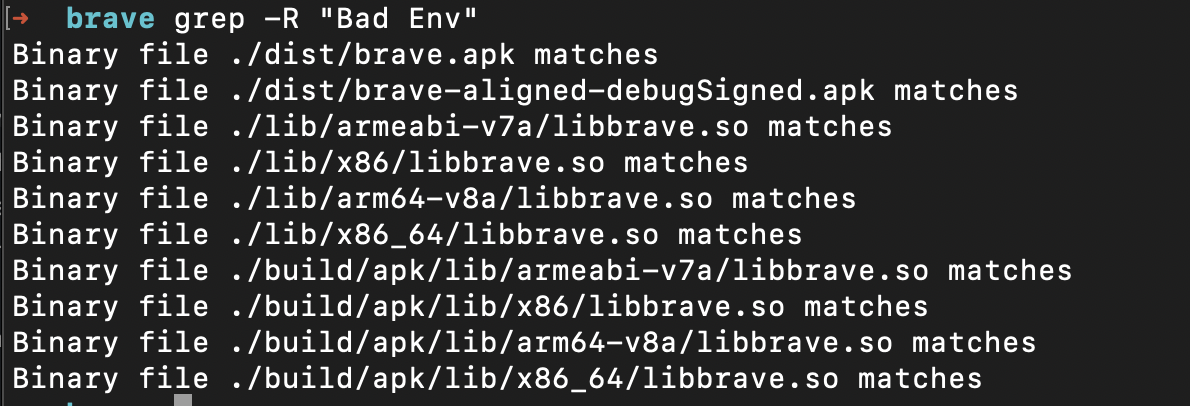 [➜  brave grep -R "Bad Env"
Binary file ./dist/brave.apk matches
Binary file ./dist/brave-aligned-debugSigned.apk matches
Binary file ./lib/armeabi-v7a/libbrave.so matches
Binary file ./lib/x86/libbrave.so matches
Binary file ./lib/arm64-v8a/libbrave.so matches
Binary file ./lib/x86_64/libbrave.so matches
Binary file ./build/apk/lib/armeabi-v7a/libbrave.so matches
Binary file ./build/apk/lib/x86/libbrave.so matches
Binary file ./build/apk/lib/arm64-v8a/libbrave.so matches
Binary file ./build/apk/lib/x86_64/libbrave.so matches